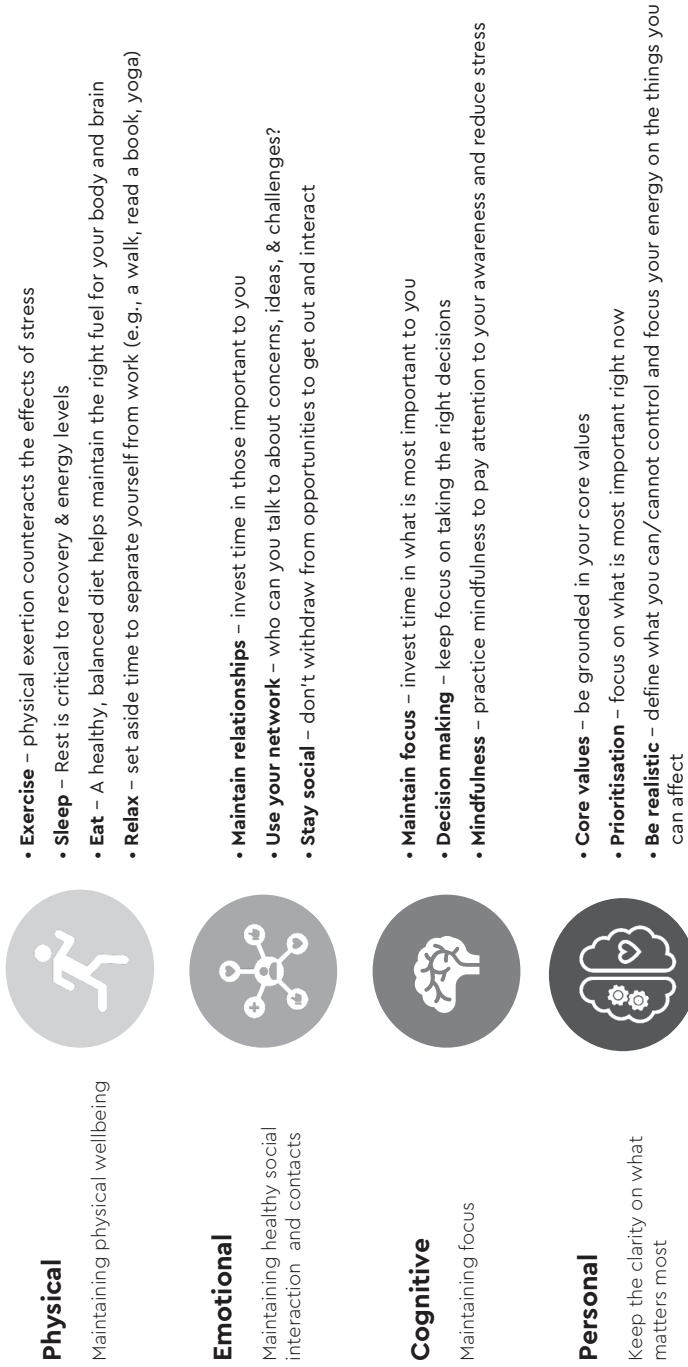 Physical
Maintaining physical wellbeing
• Exercise – physical exertion counteracts the effects of stress
• Sleep – Rest is critical to recovery & energy levels
• Eat – A healthy, balanced diet helps maintain the right fuel for your body and brain
• Relax – set aside time to separate yourself from work (e.g., a walk, read a book, yoga)
Emotional
Maintaining healthy social
interaction and contacts
• Maintain relationships – invest time in those important to you
• Use your network – who can you talk to about concerns, ideas, & challenges?
• Stay social – don't withdraw from opportunities to get out and interact
Cognitive
Maintaining focus
• Maintain focus – invest time in what is most important to you
• Decision making – keep focus on taking the right decisions
• Mindfulness – practice mindfulness to pay attention to your awareness and reduce stress
Personal
Keep the clarity on what
matters most
• Core values – be grounded in your core values
• Prioritisation – focus on what is most important right now
• Be realistic – define what you can/cannot control and focus your energy on the things you
can affect